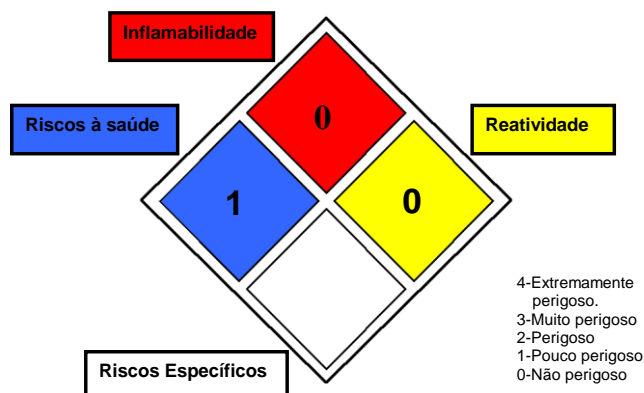 Inflamabilidade
0
Riscos à saúde
Reatividade
1
0
4-Extremamente
perigoso.
3-Muito perigoso
2-Perigoso
1-Pouco perigoso
0-Não perigoso
Riscos Específicos